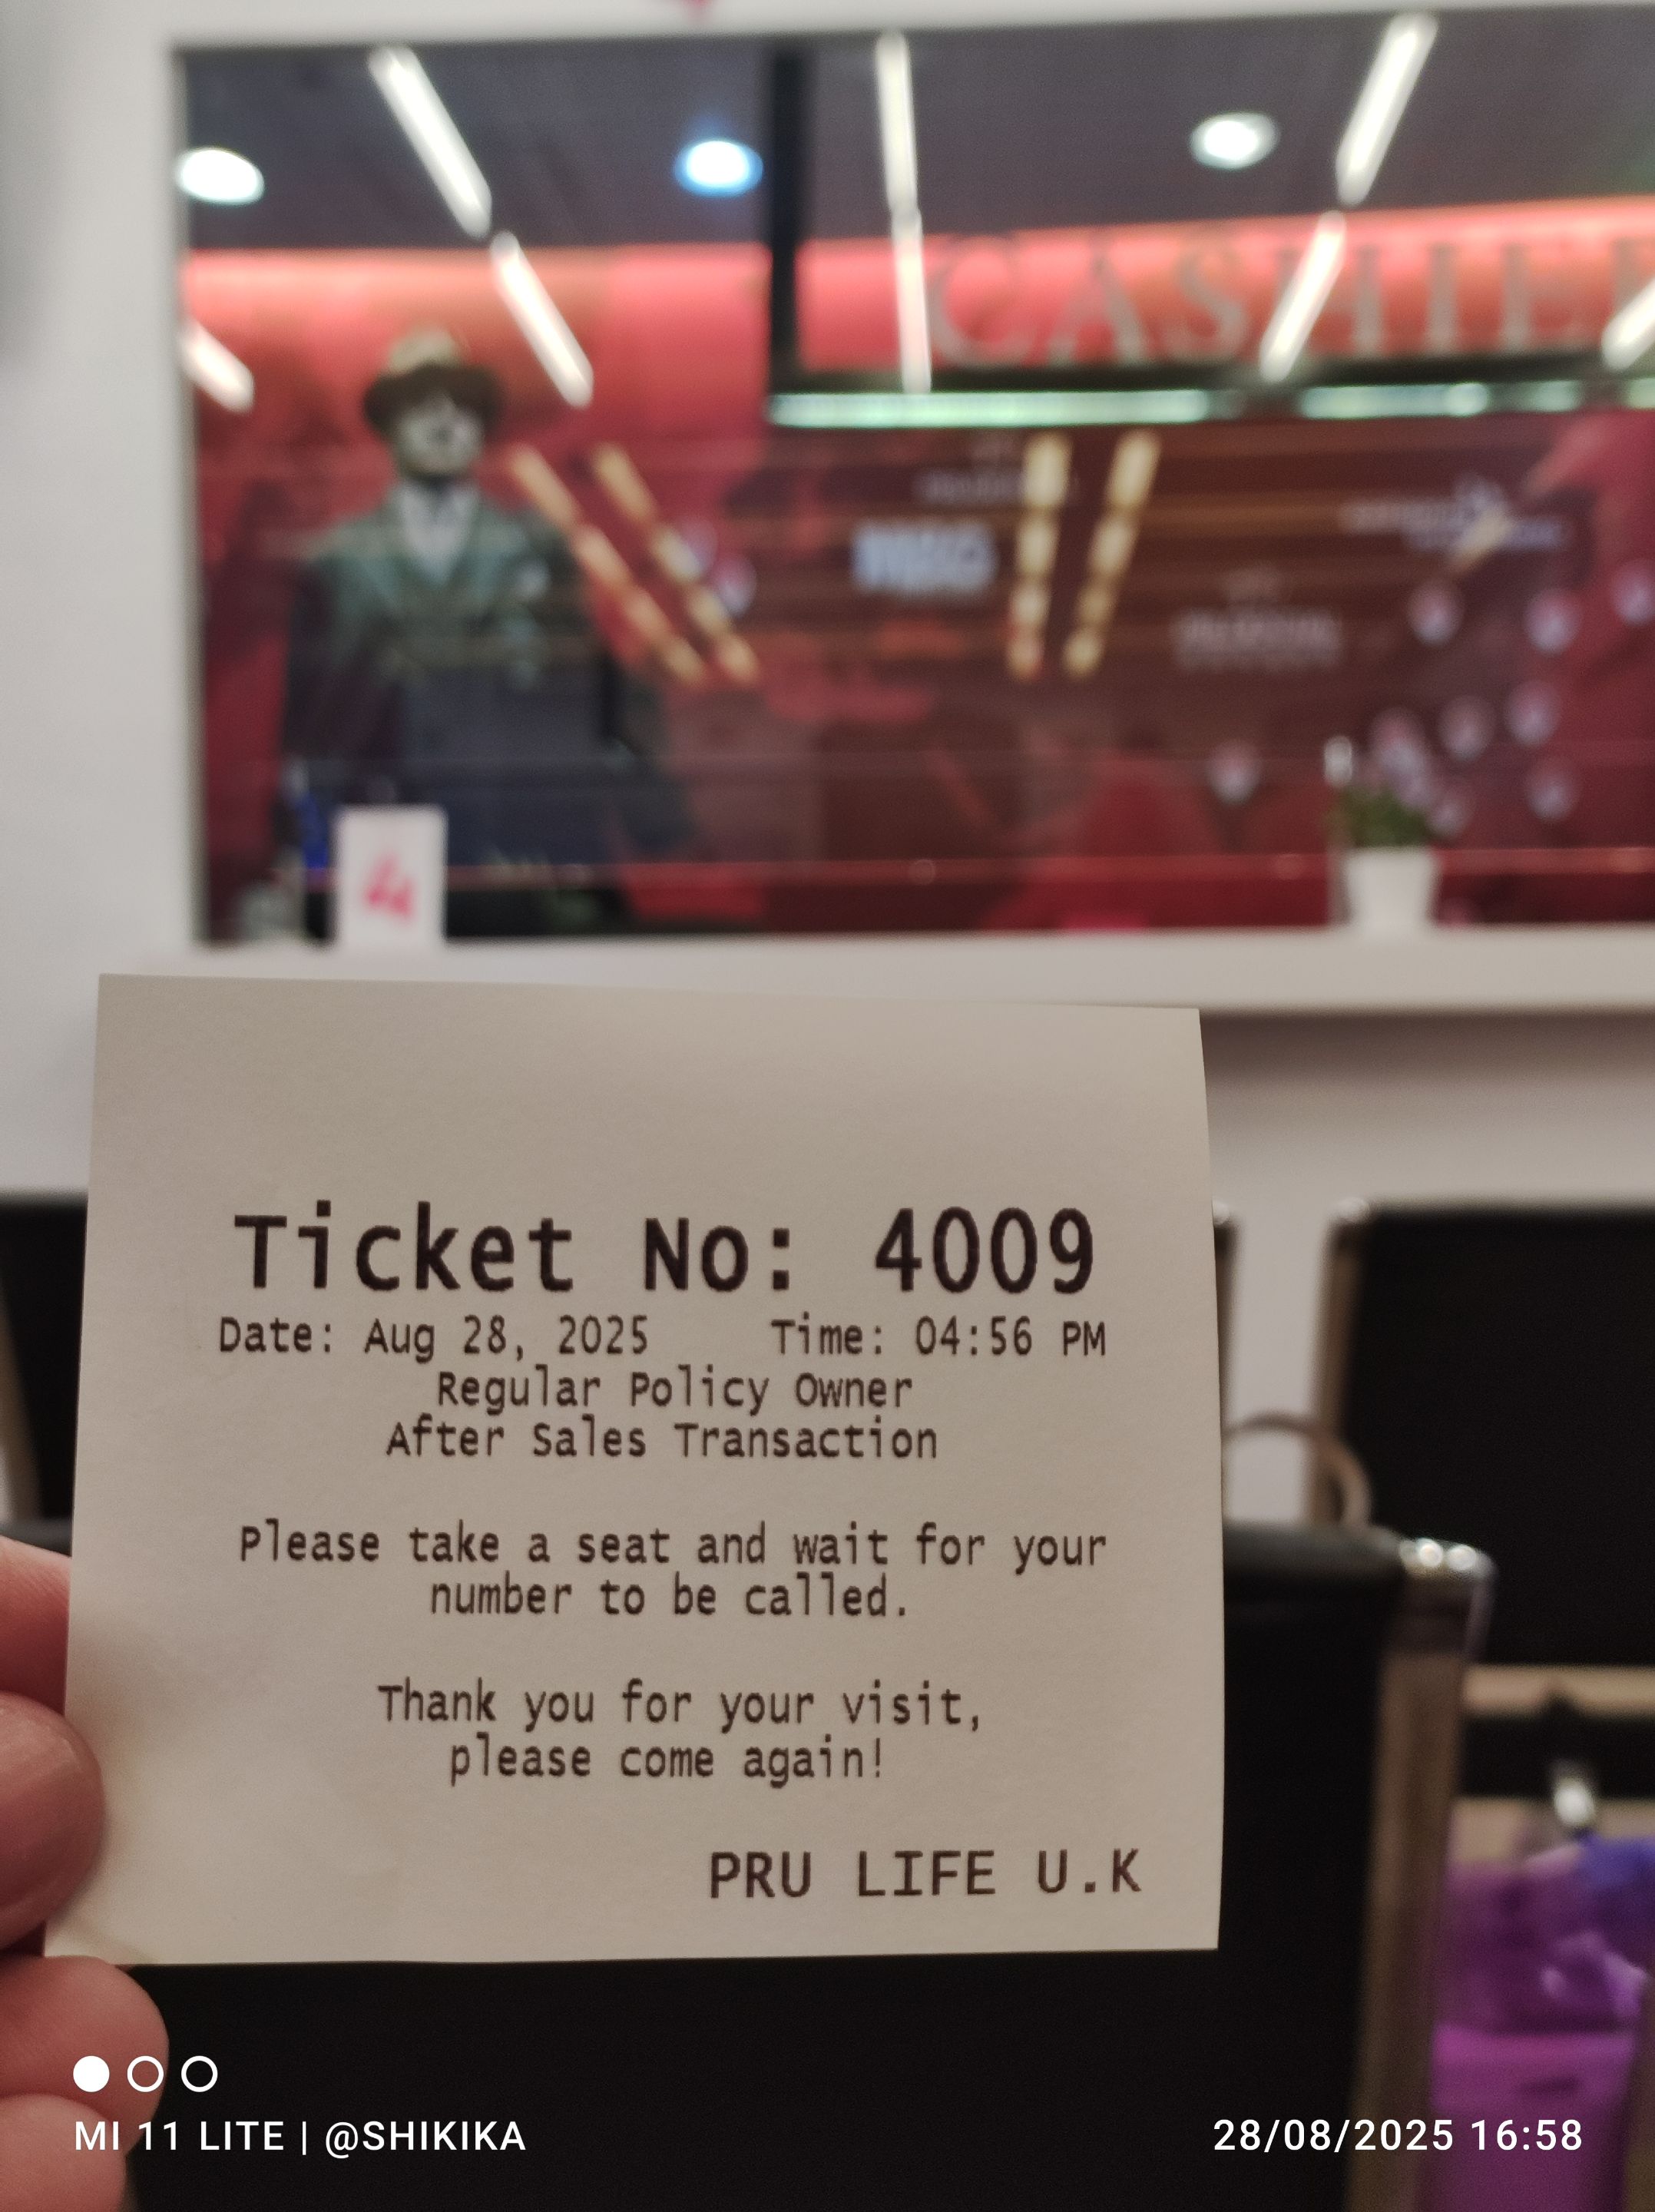 CASHIER
4
Ticket No: 4009
Date: Aug 28, 2025 Time: 04:56 PM
Regular Policy Owner
After Sales Transaction
Please take a seat and wait for your
number to be called.
Thank you for your visit,
please come again!
PRU LIFE U.K
MI 11 LITE | @SHIKIKA
28/08/2025 16:58